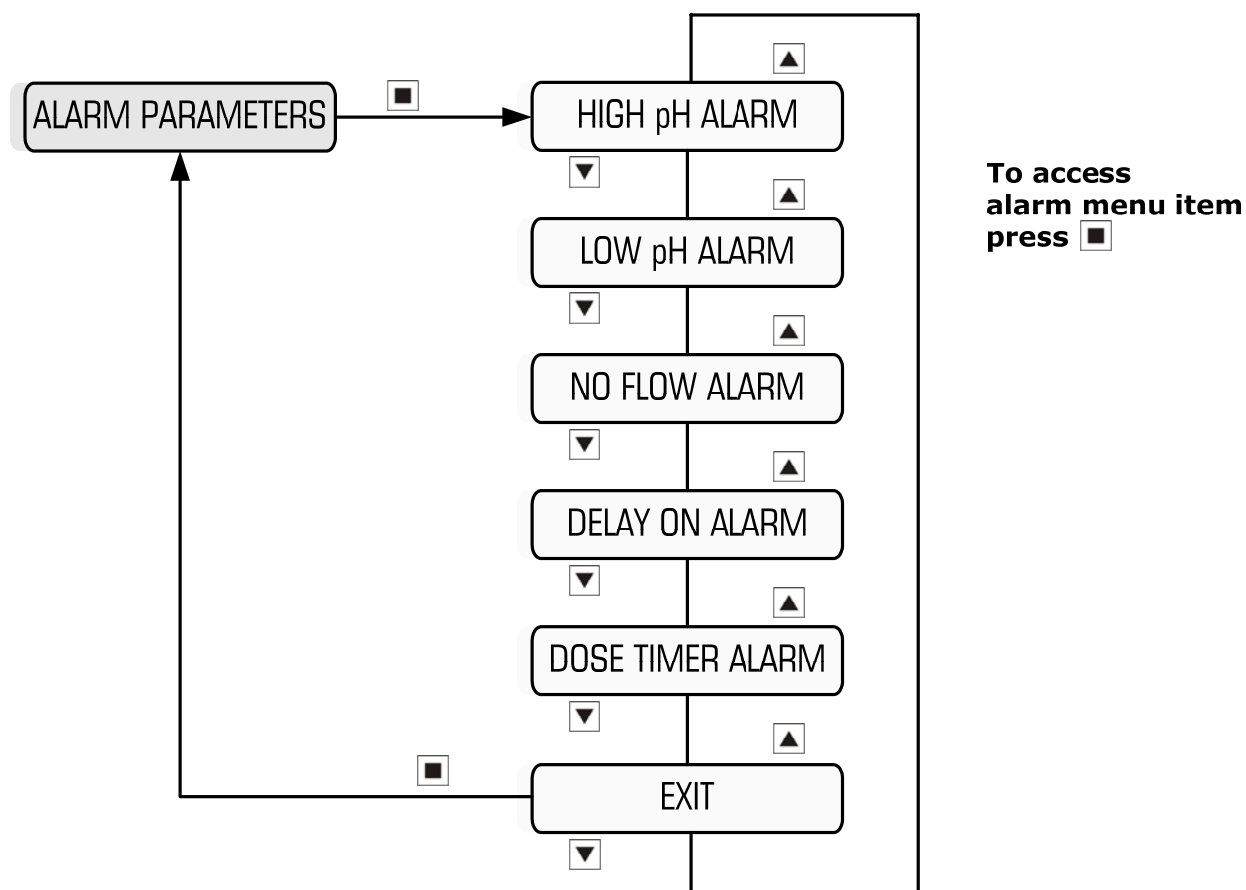 ALARM PARAMETERS
HIGH pH ALARM
LOW pH ALARM
NO FLOW ALARM
DELAY ON ALARM
DOSE TIMER ALARM
EXIT
To access
alarm menu item
press